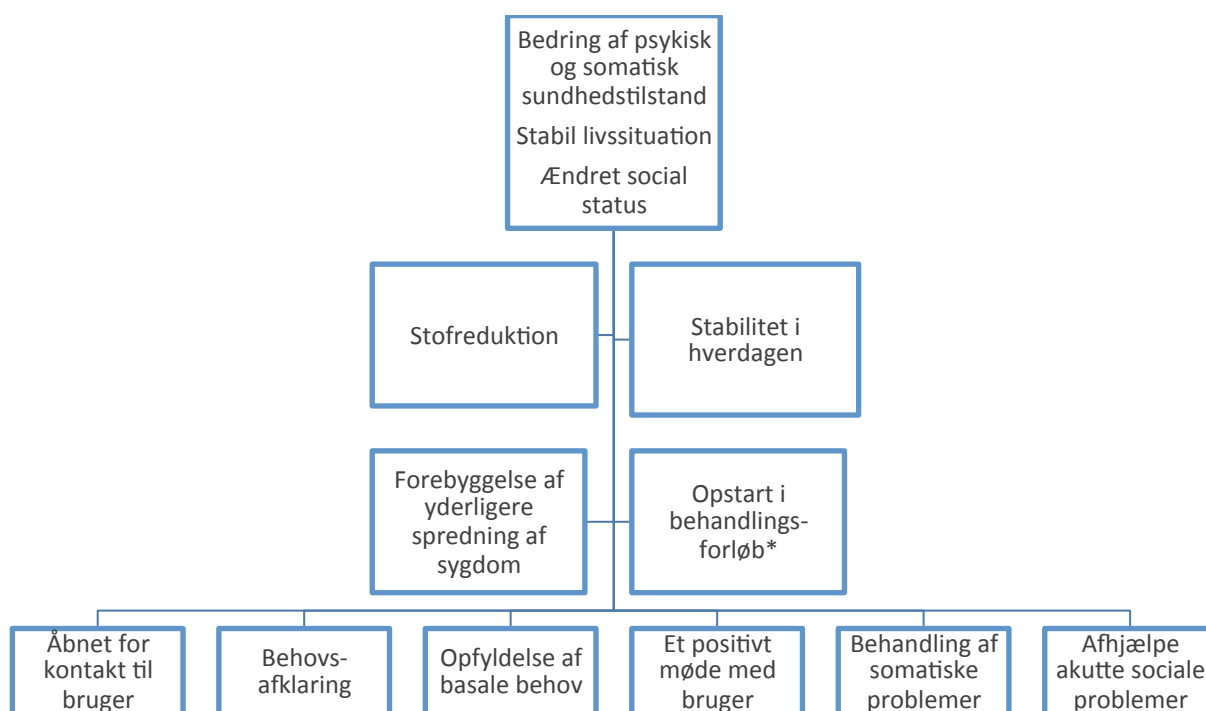 Bedring af psykisk
og somatisk
sundhedstilstand
Stabil livssituation
Ændret social
status
Stofreduktion
Stabilitet i
hverdagen
Forebyggelse af
yderligere
spredning af
sygdom
Opstart i
behandlings-
forløb*
Åbnet for
kontakt til
bruger
Behovs-
afklaring
Opfyldelse af
basale behov
Et positivt
møde med
bruger
Behandling af
somatiske
problemer
Afhjælpe
akutte sociale
problemer